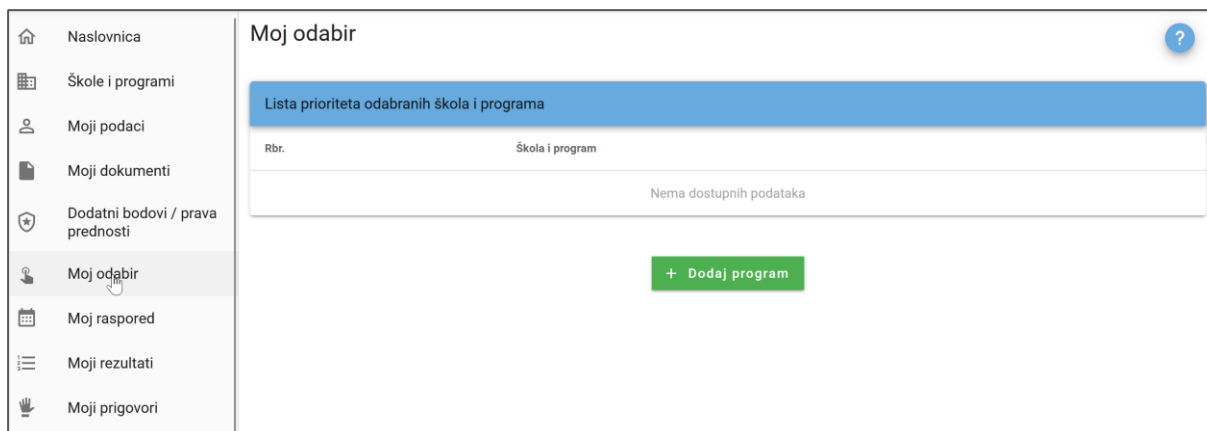 Naslovnica
Škole i programi
Moji podaci
Moji dokumenti
Dodatni bodovi / prava
prednosti
Moj odabir
Moj raspored
Moji rezultati
Moji prigovori
Moj odabir
?
Lista prioriteta odabranih škola i programa
Rbr. Škola i program
Nema dostupnih podataka
+ Dodaj program